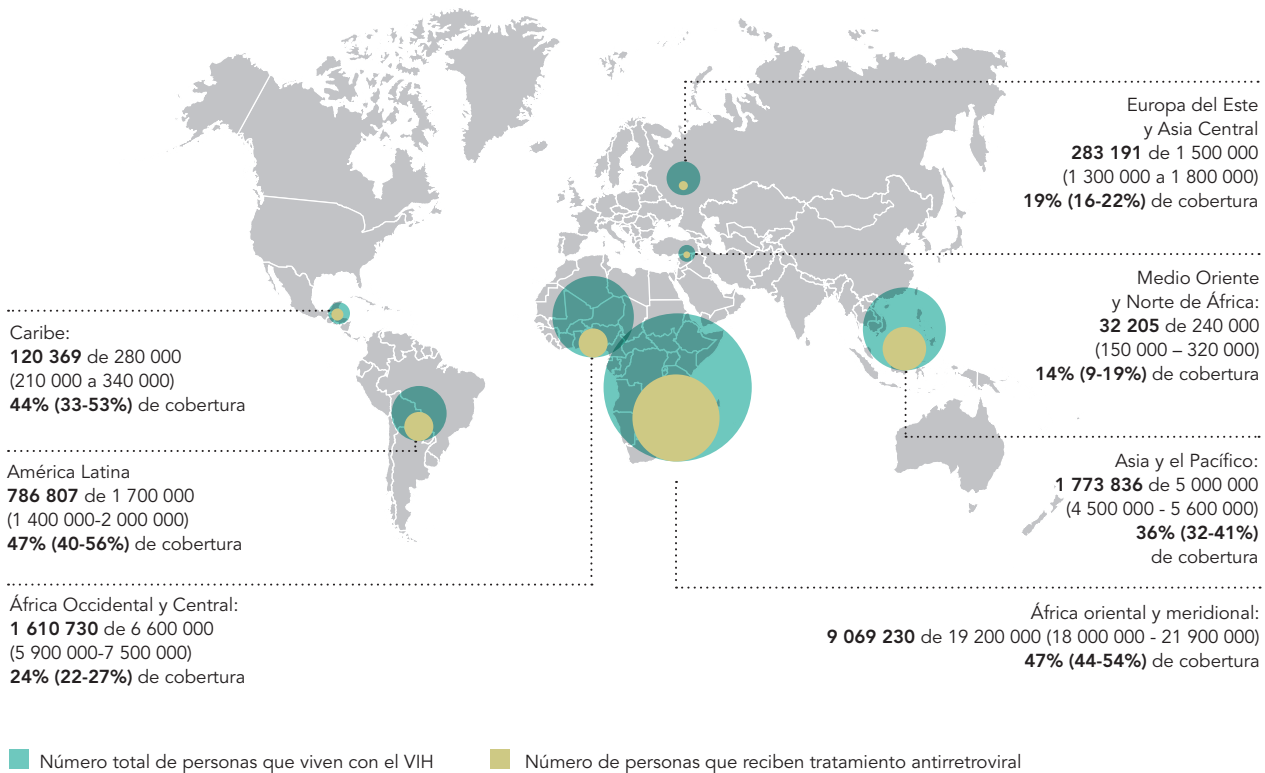 Europa del Este
y Asia Central
283 191 de 1 500 000
(1 300 000 a 1 800 000)
19% (16-22%) de cobertura
Medio Oriente
y Norte de África:
32 205 de 240 000
(150 000 – 320 000)
14% (9-19%) de cobertura
Caribe:
120 369 de 280 000
(210 000 a 340 000)
44% (33-53%) de cobertura
América Latina
786 807 de 1 700 000
(1 400 000-2 000 000)
47% (40-56%) de cobertura
Asia y el Pacífico:
1 773 836 de 5 000 000
(4 500 000 - 5 600 000)
36% (32-41%)
de cobertura
África Occidental y Central:
1 610 730 de 6 600 000
(5 900 000-7 500 000)
24% (22-27%) de cobertura
África oriental y meridional:
9 069 230 de 19 200 000 (18 000 000 - 21 900 000)
47% (44-54%) de cobertura
Número total de personas que viven con el VIH
Número de personas que reciben tratamiento antirretroviral